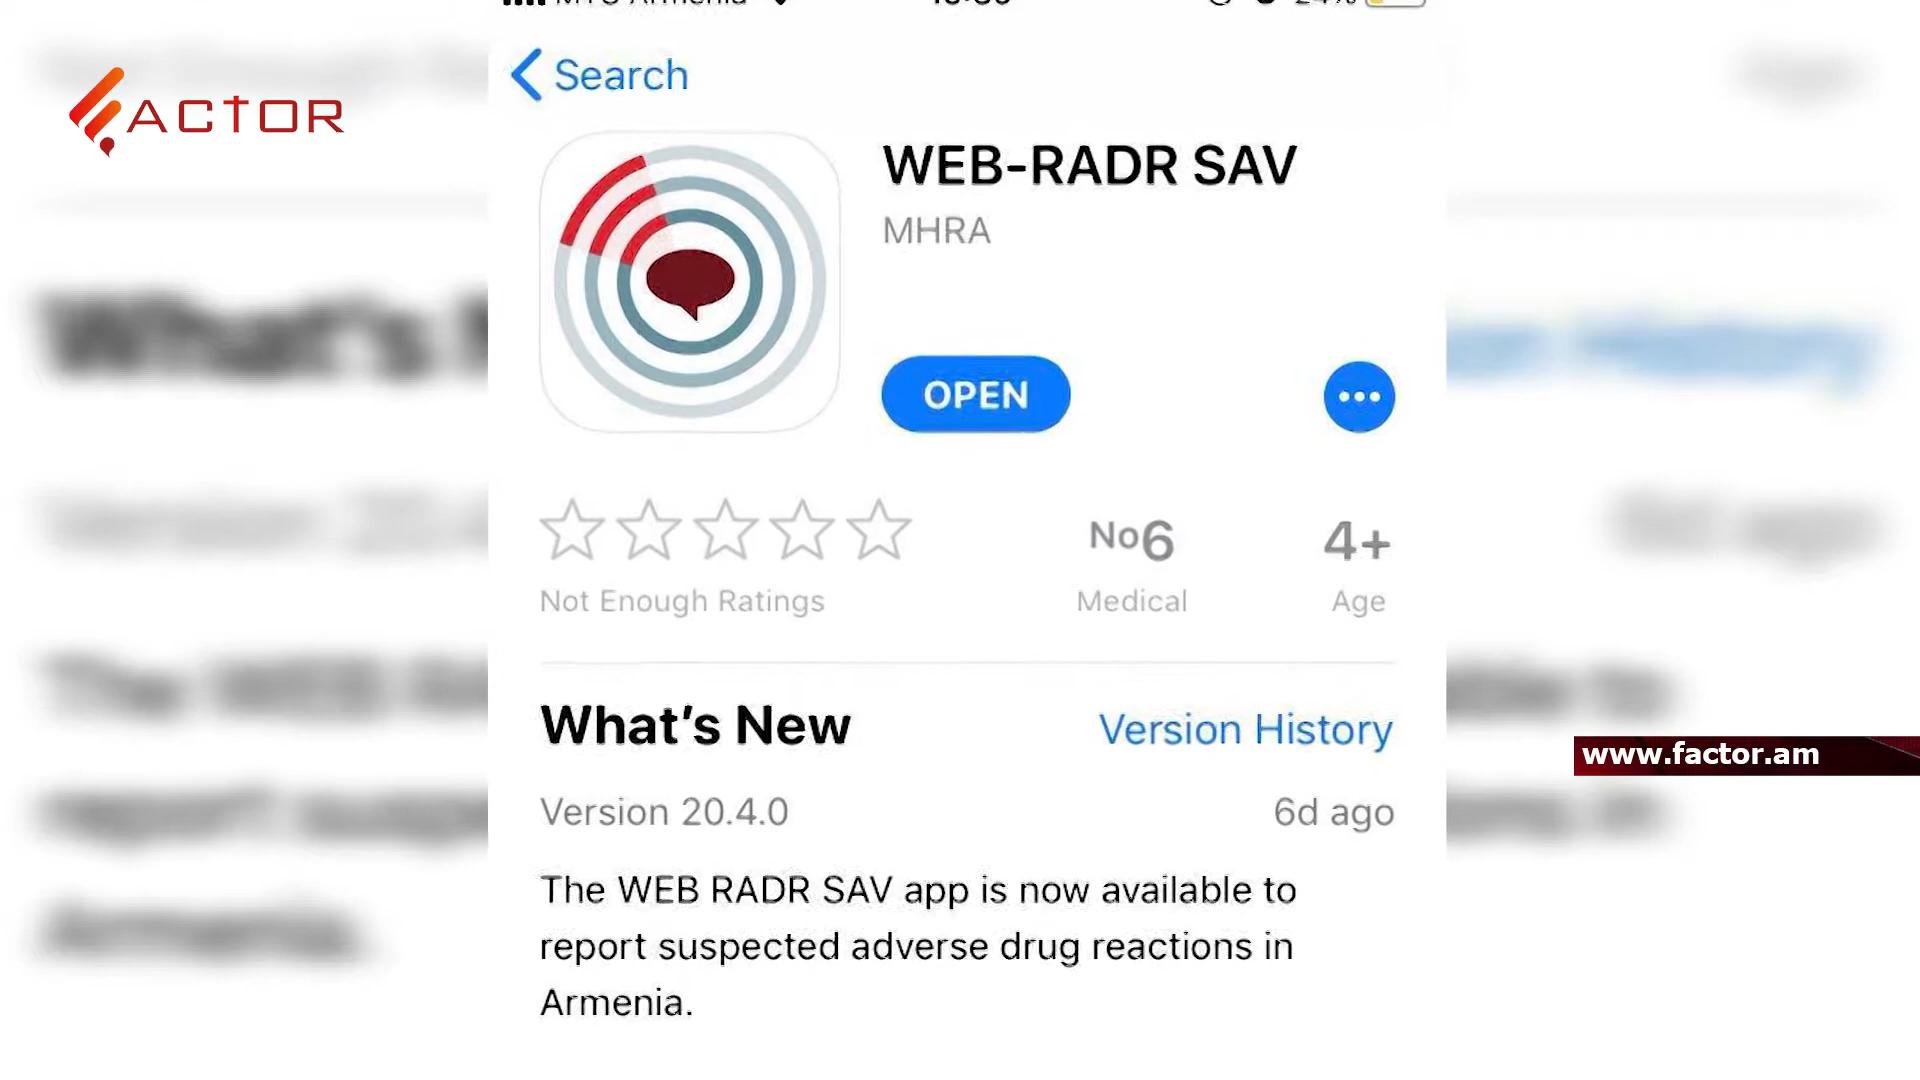 Search
ACTOR
WEB-RADR SAV
MHRA
OPEN
No6
4+
Not Enough Ratings
Medical
Age
What's New
Version History
www.factor.am
Version 20.4.0
6d ago
The WEB RADR SAV app is now available to
report suspected adverse drug reactions in
Armenia.